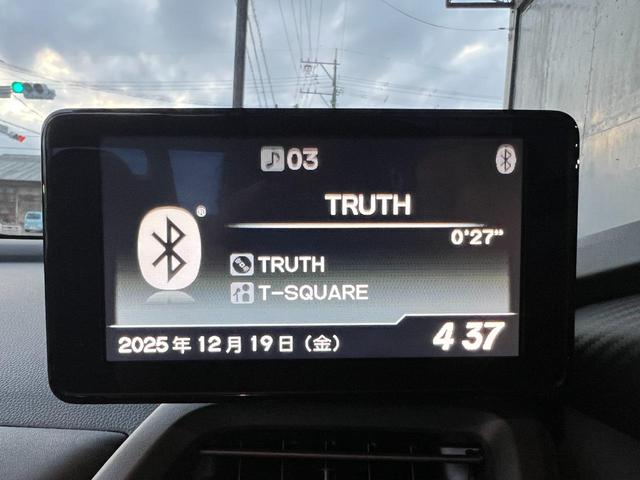 03
TRUTH
0'27"
TRUTH
T-SQUARE
2025年12月19日（金）
4 37